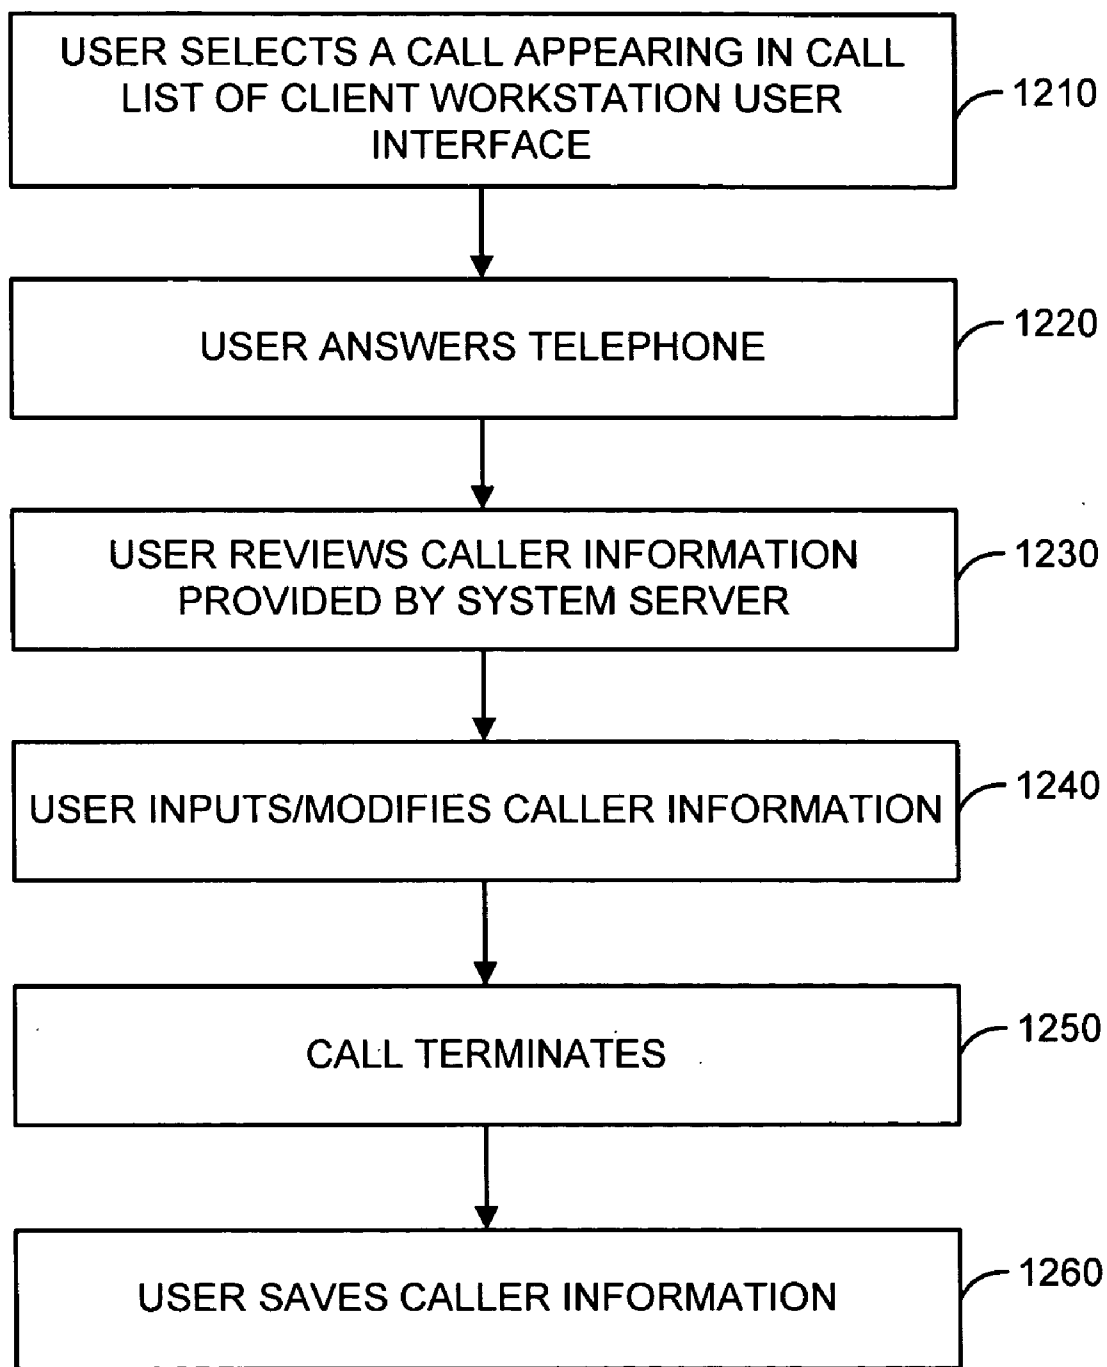 USER SELECTS A CALL APPEARING IN CALL
LIST OF CLIENT WORKSTATION USER
INTERFACE
1210
USER ANSWERS TELEPHONE
1220
USER REVIEWS CALLER INFORMATION
PROVIDED BY SYSTEM SERVER
1230
USER INPUTS/MODIFIES CALLER INFORMATION
1240
CALL TERMINATES
1250
USER SAVES CALLER INFORMATION
1260